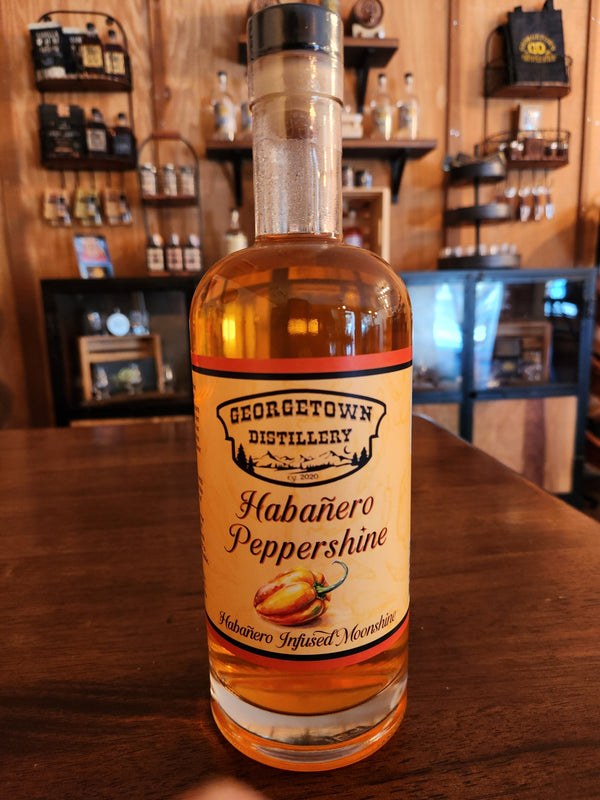 GEORGETOWN
DISTILLERY
Est. 2020
Habañero
Peppershine
Habañero Infused Moonshine